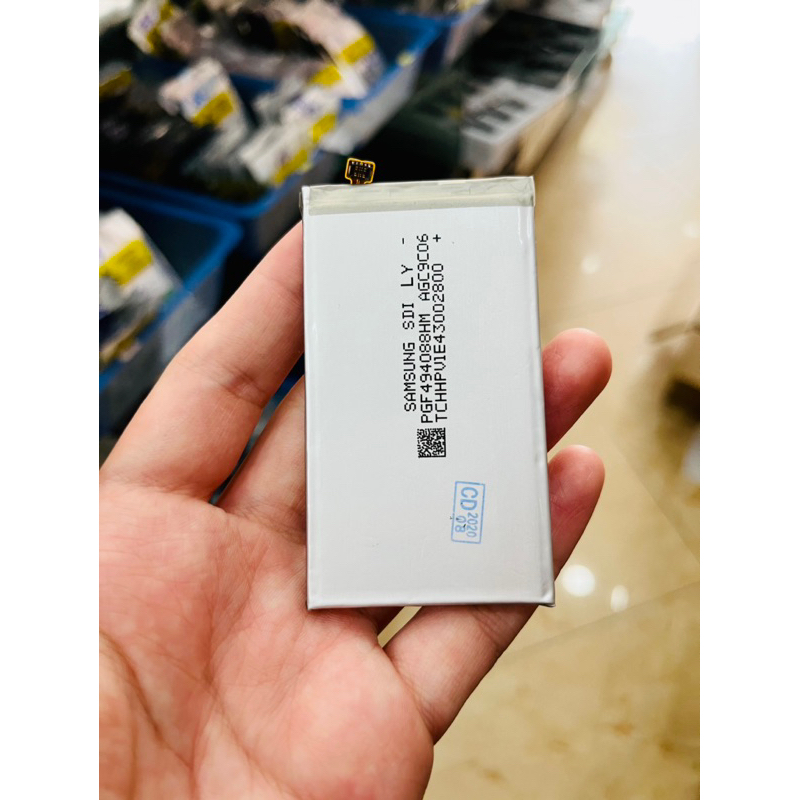 SAMSUNG SDI LY -
PGF494088HM AGC9C06
TCHHPV1E43002800 +
CD 2020